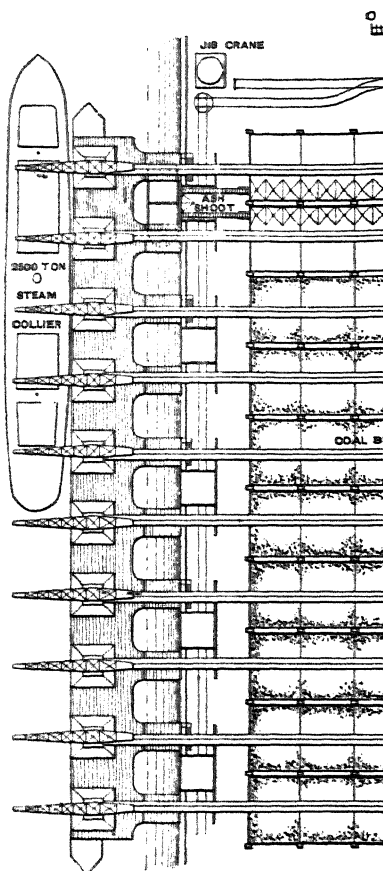 JIB CRANE
ASH
SHOOT
2500 TON
STEAM
COLLIER
COAL B